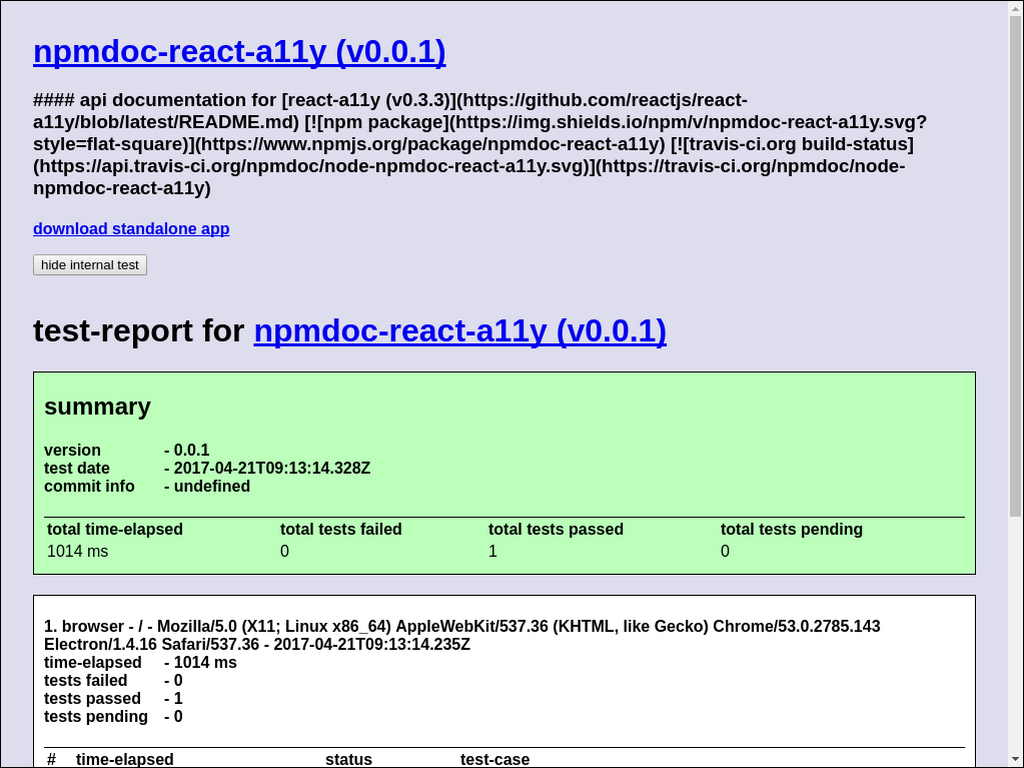 npmdoc-react-a11y (v0.0.1)
#### api documentation for [react-a11y (v0.3.3)](https://github.com/reactjs/react-
a11y/blob/latest/README.md) [![npm package](https://img.shields.io/npm/v/npmdoc-react-a11y.svg?
style=flat-square)](https://www.npmjs.org/package/npmdoc-react-a11y) [![travis-ci.org build-status]
(https://api.travis-ci.org/npmdoc/node-npmdoc-react-a11y.svg)](https://travis-ci.org/npmdoc/node-
npmdoc-react-a11y)
download standalone app
hide internal test
test-report for npmdoc-react-a11y (v0.0.1)
summary
version - 0.0.1
test date - 2017-04-21T09:13:14.328Z
commit info - undefined
total time-elapsed total tests failed total tests passed total tests pending
1014 ms 0 1 0
1. browser - / - Mozilla/5.0 (X11; Linux x86_64) AppleWebKit/537.36 (KHTML, like Gecko) Chrome/53.0.2785.143
Electron/1.4.16 Safari/537.36 - 2017-04-21T09:13:14.235Z
time-elapsed - 1014 ms
tests failed - 0
tests passed - 1
tests pending - 0
# time-elapsed status test-case